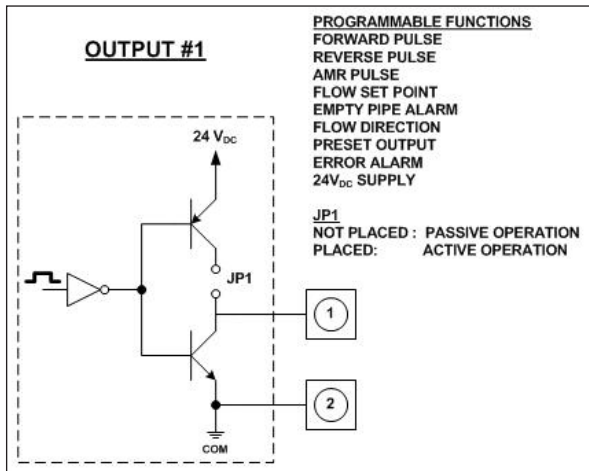 OUTPUT #1
24 VDC
JP1
1
2
COM
PROGRAMMABLE FUNCTIONS
FORWARD PULSE
REVERSE PULSE
AMR PULSE
FLOW SET POINT
EMPTY PIPE ALARM
FLOW DIRECTION
PRESET OUTPUT
ERROR ALARM
24VDC SUPPLY
JP1
NOT PLACED : PASSIVE OPERATION
PLACED: ACTIVE OPERATION